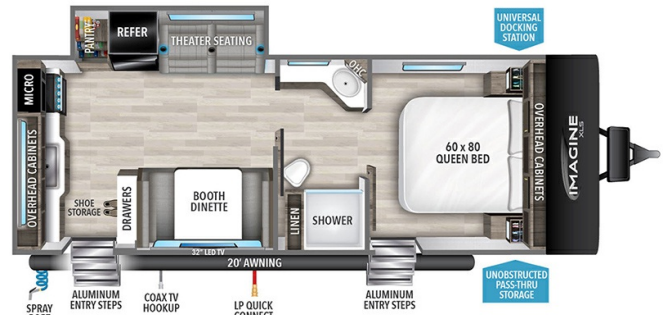 UNIVERSAL
DOCKING
STATION
PANTRY
REFER
THEATER SEATING
OHC
MICRO
OVERHEAD CABINETS
60 x 80
QUEEN BED
OVERHEAD CABINETS
IMAGINE
XLS
SHOE
STORAGE
DRAWERS
BOOTH
DINETTE
LINEN
SHOWER
32" LED TV
20' AWNING
SPRAY
PORT
ALUMINUM
ENTRY STEPS
COAX TV
HOOKUP
LP QUICK
CONNECT
ALUMINUM
ENTRY STEPS
UNOBSTRUCTED
PASS-THRU
STORAGE